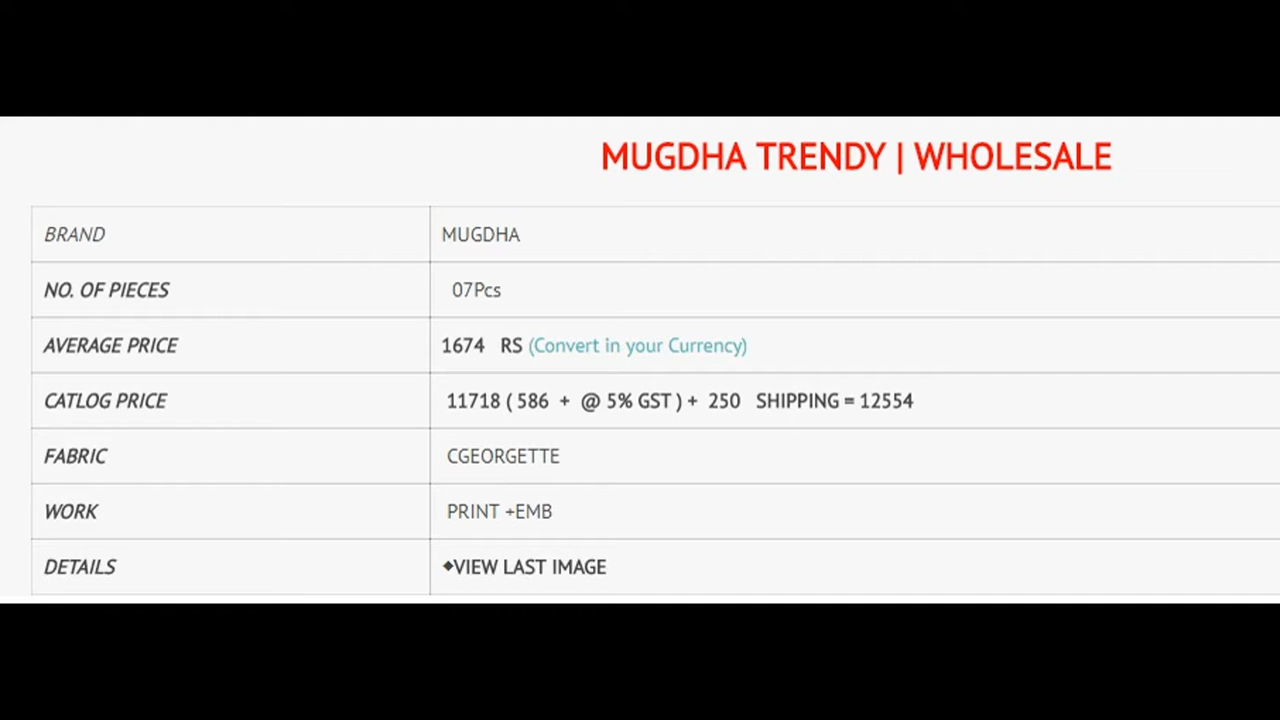 MUGDHA TRENDY | WHOLESALE
BRAND MUGDHA
NO. OF PIECES 07Pcs
AVERAGE PRICE 1674 RS (Convert in your Currency)
CATLOG PRICE 11718 ( 586 + @ 5% GST ) + 250 SHIPPING = 12554
FABRIC CGEORGETTE
WORK PRINT +EMB
DETAILS ◆VIEW LAST IMAGE